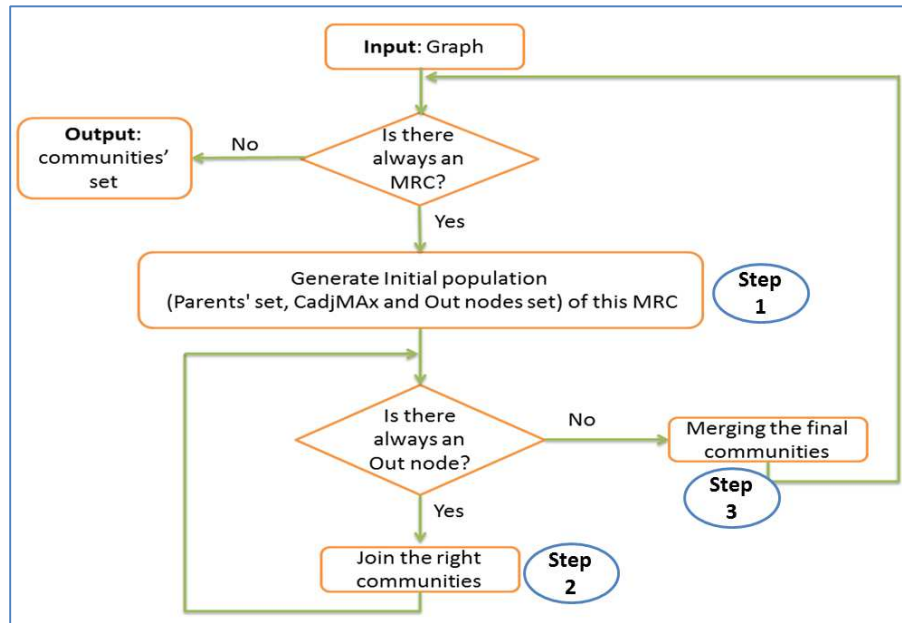 Input: Graph
Is there
always an
MRC?
No
Output:
communities'
set
Yes
Generate Initial population
(Parents' set, CadjMAx and Out nodes set) of this MRC
Step
1
Is there
always an
Out node?
No
Merging the final
communities
Step
3
Yes
Join the right
communities
Step
2